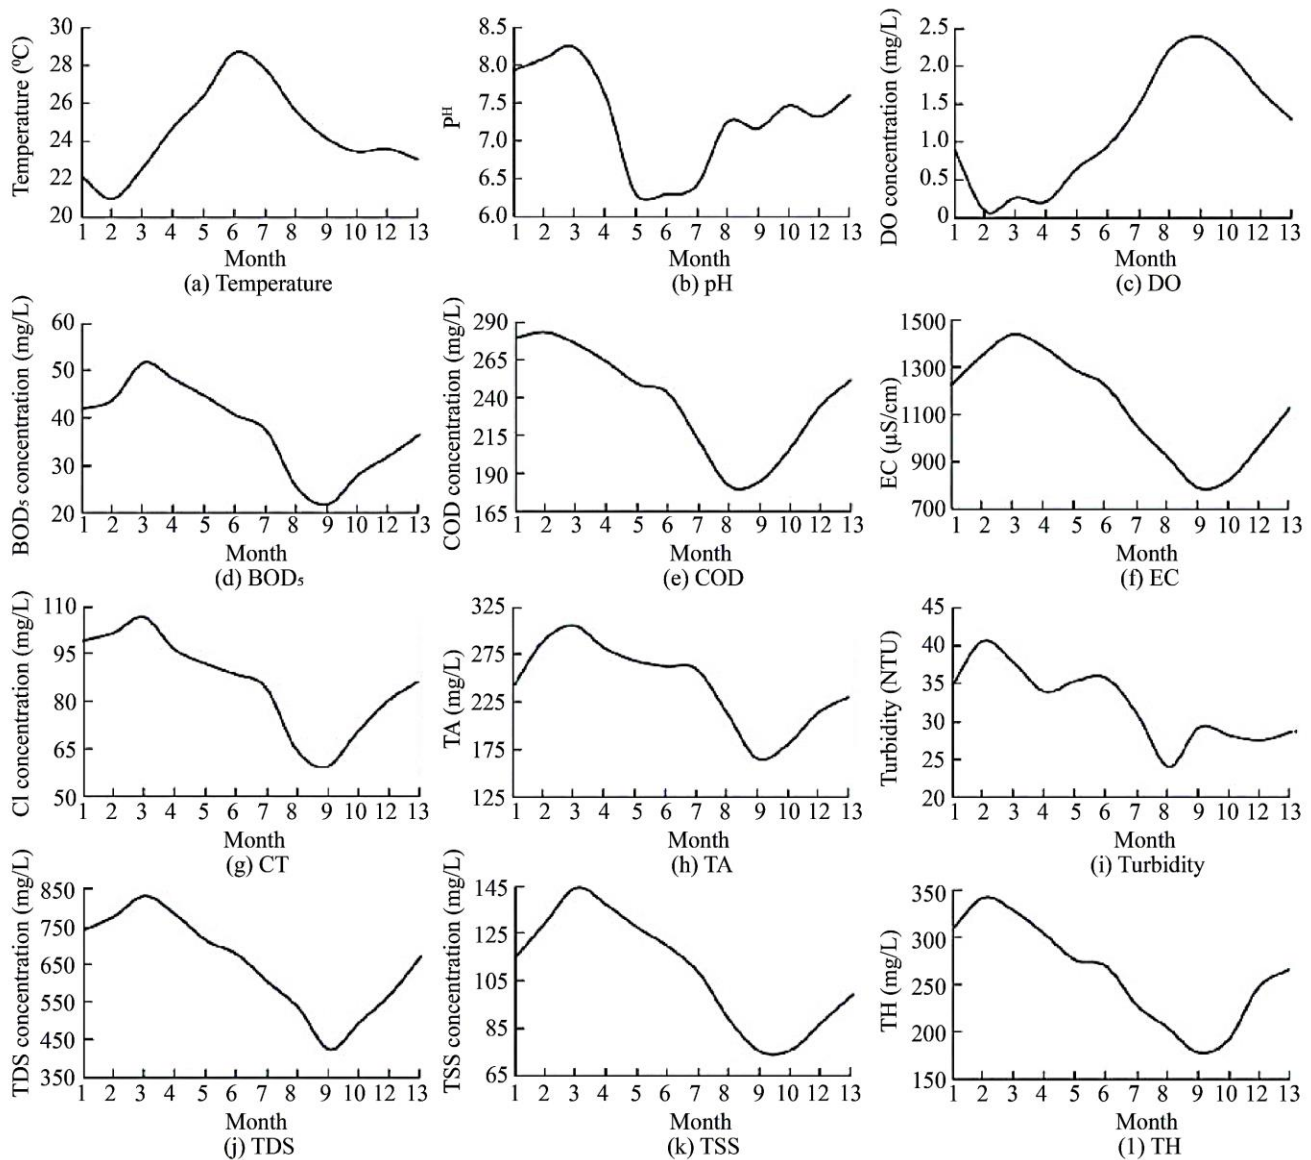 Temperature (⁰C)
30
28
26
24
22
20
1 2 3 4 5 6 7 8 9 10 12 13
Month
(a) Temperature
Pᴴ
8.5
8.0
7.5
7.0
6.5
6.0
1 2 3 4 5 6 7 8 9 10 12 13
Month
(b) pH
DO concentration (mg/L)
2.5
2.0
1.5
1.0
0.5
0
1 2 3 4 5 6 7 8 9 10 12 13
Month
(c) DO
BOD₅ concentration (mg/L)
60
50
40
30
20
1 2 3 4 5 6 7 8 9 10 12 13
Month
(d) BOD₅
COD concentration (mg/L)
290
265
240
215
190
165
1 2 3 4 5 6 7 8 9 10 12 13
Month
(e) COD
EC (μS/cm)
1500
1300
1100
900
700
1 2 3 4 5 6 7 8 9 10 12 13
Month
(f) EC
Cl concentration (mg/L)
110
95
80
65
50
1 2 3 4 5 6 7 8 9 10 12 13
Month
(g) CT
TA (mg/L)
325
275
225
175
125
1 2 3 4 5 6 7 8 9 10 12 13
Month
(h) TA
Turbidity (NTU)
45
40
35
30
25
20
1 2 3 4 5 6 7 8 9 10 12 13
Month
(i) Turbidity
TDS concentration (mg/L)
850
750
650
550
450
350
1 2 3 4 5 6 7 8 9 10 12 13
Month
(j) TDS
TSS concentration (mg/L)
145
125
105
85
65
1 2 3 4 5 6 7 8 9 10 12 13
Month
(k) TSS
TH (mg/L)
350
300
250
200
150
1 2 3 4 5 6 7 8 9 10 12 13
Month
(l) TH